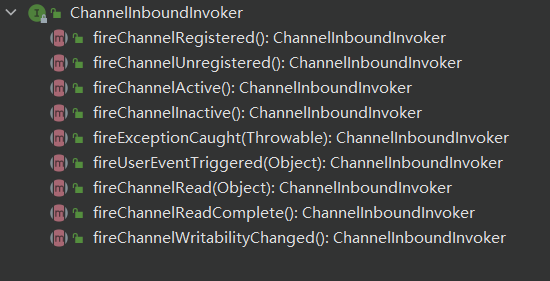 ChannelInboundInvoker
fireChannelRegistered(): ChannelInboundInvoker
fireChannelUnregistered(): ChannelInboundInvoker
fireChannelActive(): ChannelInboundInvoker
fireChannelInactive(): ChannelInboundInvoker
fireExceptionCaught(Throwable): ChannelInboundInvoker
fireUserEventTriggered(Object): ChannelInboundInvoker
fireChannelRead(Object): ChannelInboundInvoker
fireChannelReadComplete(): ChannelInboundInvoker
fireChannelWritabilityChanged(): ChannelInboundInvoker